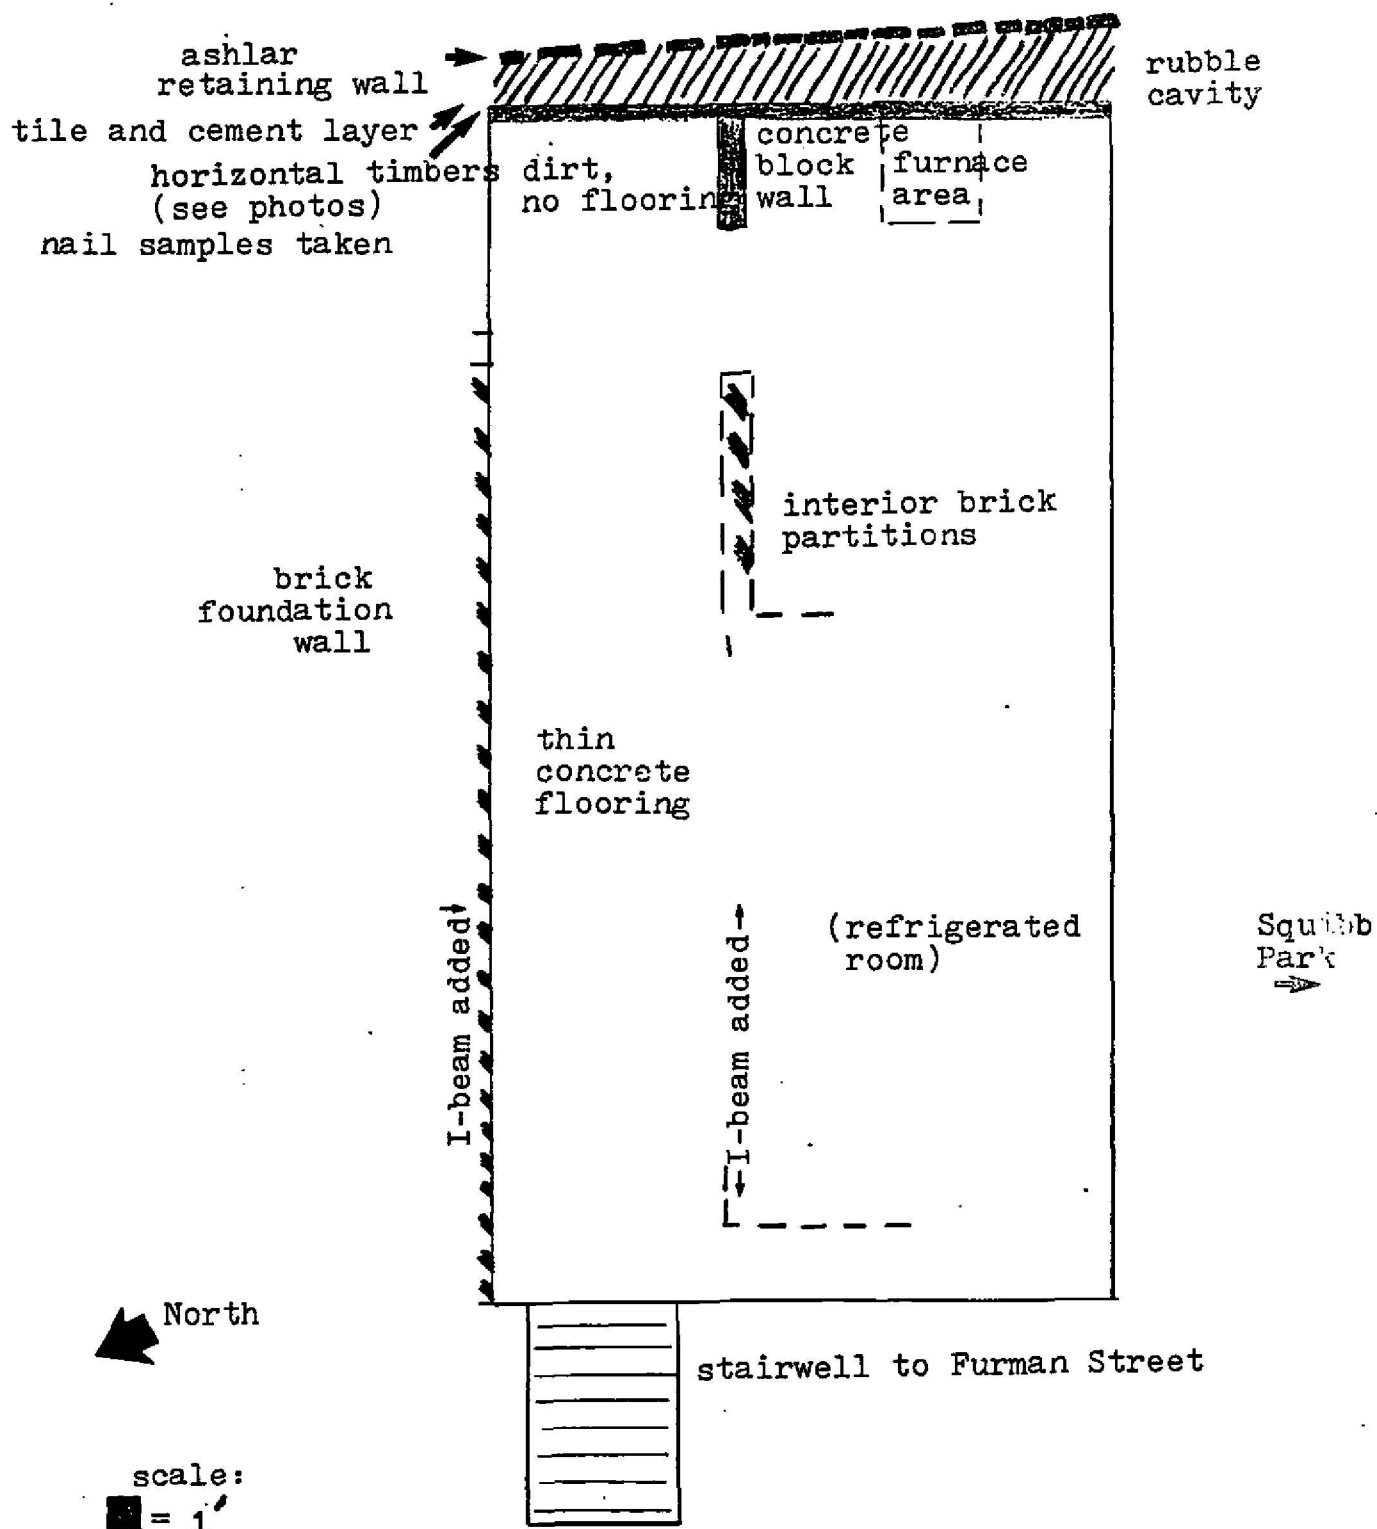 ashlar
retaining wall
rubble
cavity
tile and cement layer
horizontal timbers
(see photos)
nail samples taken
dirt,
no flooring
concrete
block
wall
furnace
area
interior brick
partitions
brick
foundation
wall
thin
concrete
flooring
I-beam added
I-beam added
(refrigerated
room)
Squibb
Park
North
stairwell to Furman Street
scale:
= 1'